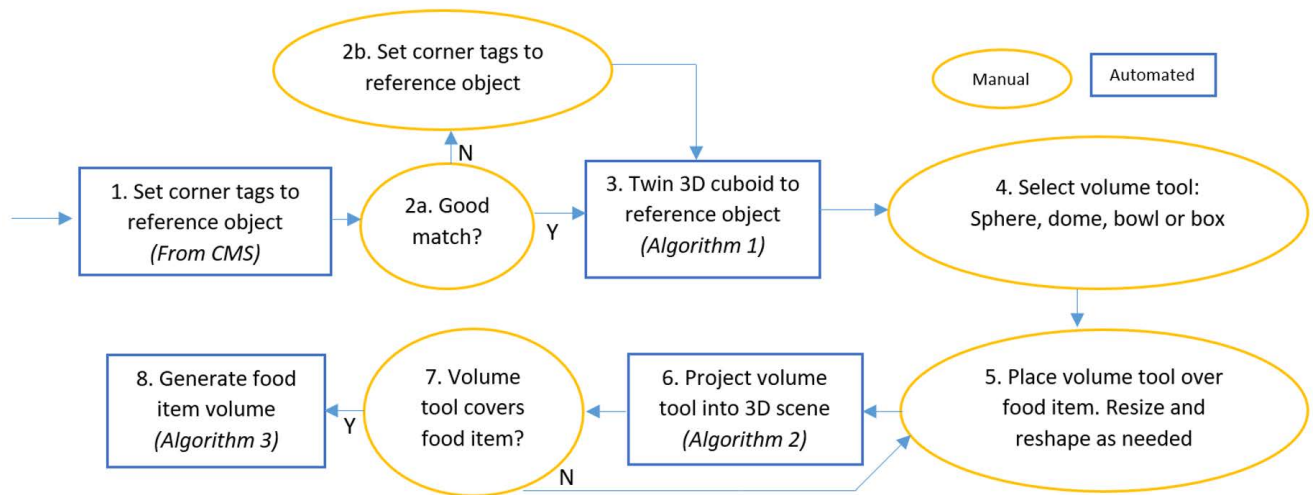 2b. Set corner tags to
reference object
Manual
Automated
N
1. Set corner tags to
reference object
(From CMS)
2a. Good
match?
Y
3. Twin 3D cuboid to
reference object
(Algorithm 1)
4. Select volume tool:
Sphere, dome, bowl or box
8. Generate food
item volume
(Algorithm 3)
Y
7. Volume
tool covers
food item?
N
6. Project volume
tool into 3D scene
(Algorithm 2)
5. Place volume tool over
food item. Resize and
reshape as needed